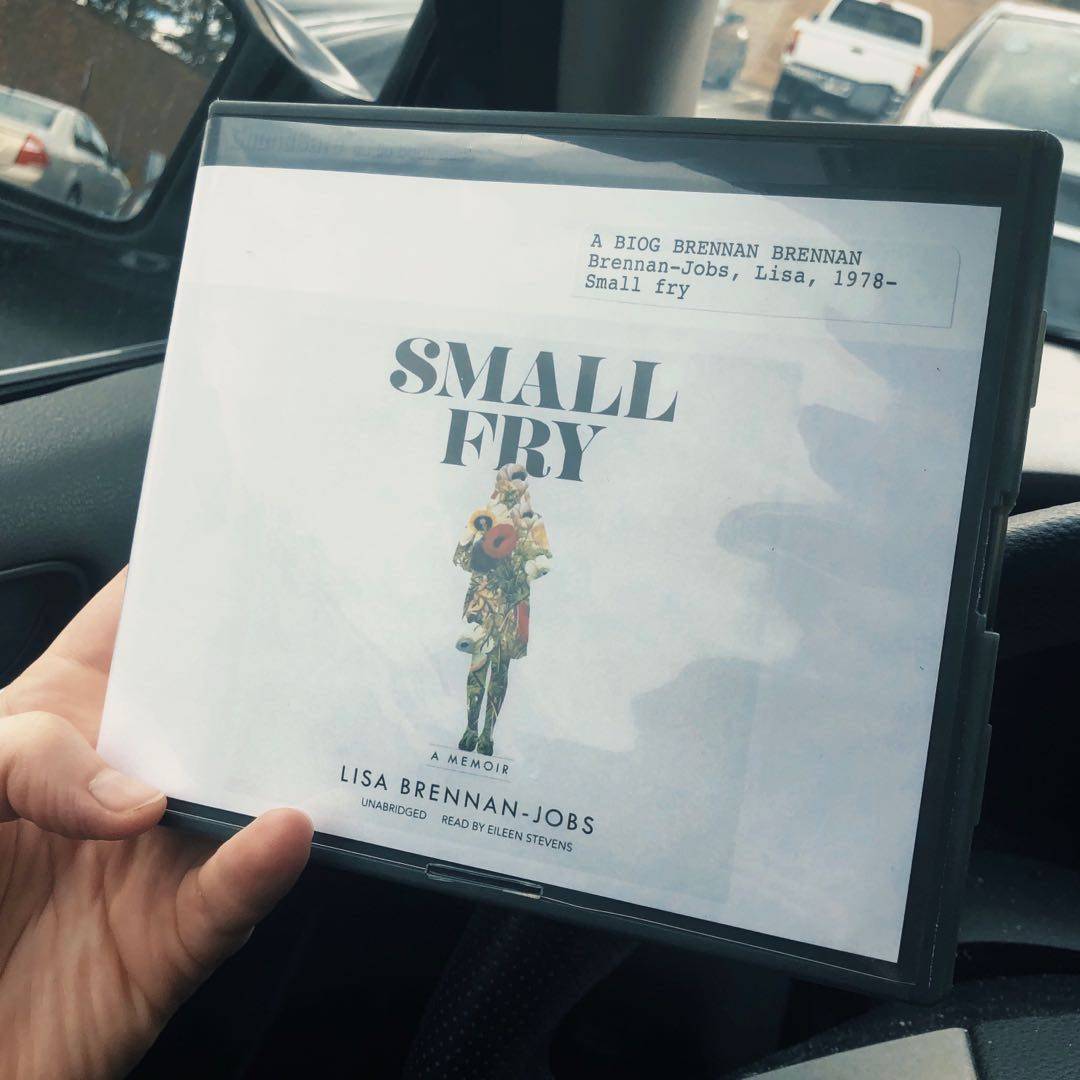 A BIOG BRENNAN BRENNAN
Brennan-Jobs, Lisa, 1978-
Small fry
SMALL
FRY
A MEMOIR
LISA BRENNAN-JOBS
UNABRIDGED READ BY EILEEN STEVENS